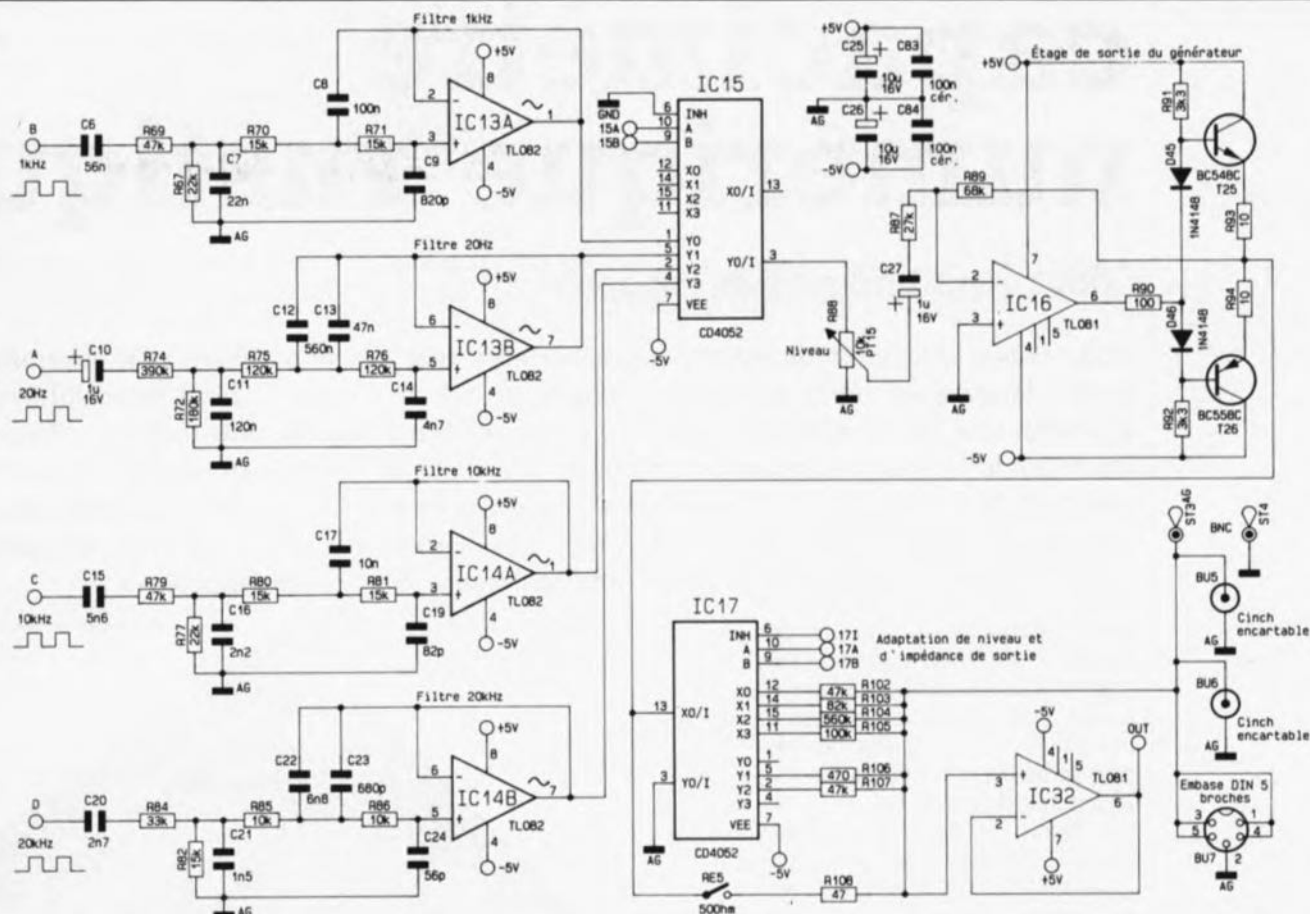 Filtre 1kHz
+5V
8
C8
100n
2
IC13A
1
B
C6
R69
R70
R71
3
1kHz
56n
47k
15k
15k
C9
TL082
4
R67
22k
C7
22n
820p
-5V
AG
Filtre 20Hz
+5V
8
C12
C13
47n
6
560n
IC13B
7
A
+
C10
R74
R75
R76
5
20Hz
1u
16V
390k
120k
120k
C14
TL082
4
R72
180k
C11
120n
4n7
-5V
AG
Filtre 10kHz
+5V
8
C17
10n
2
IC14A
1
C
C15
R79
R80
R81
3
10kHz
5n6
47k
15k
15k
C19
TL082
4
R77
22k
C16
2n2
82p
-5V
AG
Filtre 20kHz
+5V
8
C22
C23
6n8
680p
6
IC14B
7
D
C20
R84
R85
R86
5
20kHz
2n7
33k
10k
10k
C24
TL082
4
R82
15k
C21
1n5
56p
-5V
AG
IC15
GND
15A
15B
6 INH
10 A
9 B
12 X0
14 X1
15 X2
11 X3
1 Y0
5 Y1
2 Y2
4 Y3
7 VEE
X0/I 13
Y0/I 3
CD4052
-5V
+5V
C25
+
C83
10u
16V
100n
cér.
AG
C26
+
C84
10u
16V
100n
cér.
-5V
R89
68k
R87
27k
C27
+
1u
16V
Niveau
R88
10k
PT15
AG
AG
+5V
Étage de sortie du générateur
R91
3k3
D45
1N4148
BC548C
T25
R93
10
2
3
7
IC16
6
R90
100
TL081
4
1
5
R94
10
D46
1N4148
BC558C
T26
R92
3k3
-5V
IC17
INH 6 17I
A 10 17A
B 9 17B
Adaptation de niveau et
d'impédance de sortie
13 X0/I
X0 12 47k R102
X1 14 82k R103
X2 15 560k R104
X3 11 100k R105
3 Y0/I
Y0 1
Y1 5 470 R106
Y2 2 47k R107
Y3 4
VEE 7
AG
CD4052
-5V
RE5
50Ohm
R108
47
-5V
4
1
5
TL081
3
IC32
6
2
7
+5V
OUT
ST3
AG
BNC
ST4
BU5
Cinch
encartable
AG
BU6
Cinch
encartable
AG
Embase DIN 5
broches
3
1
5
4
BU7
2
AG